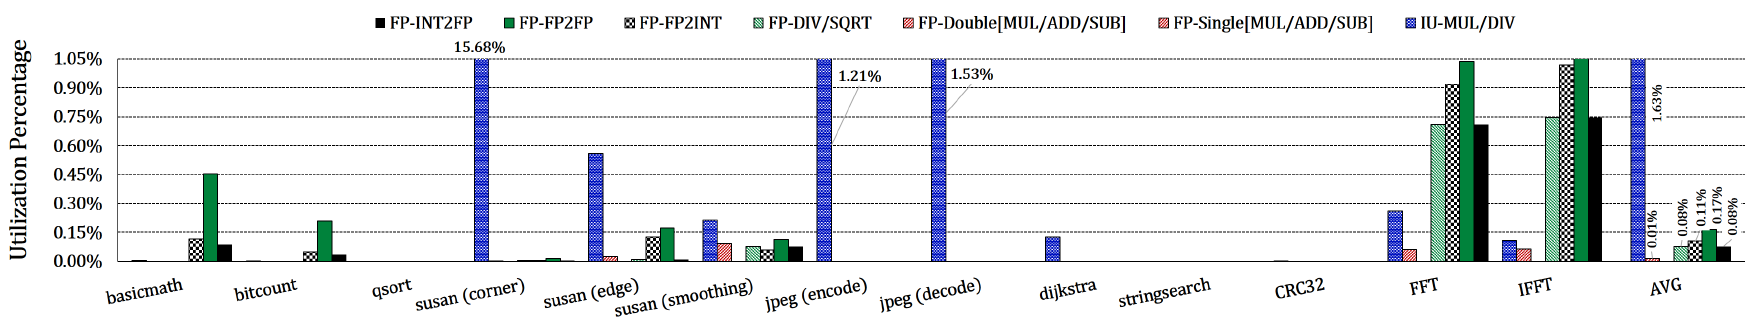 FP-INT2FP FP-FP2FP FP-FP2INT FP-DIV/SQRT FP-Double[MUL/ADD/SUB] FP-Single[MUL/ADD/SUB] IU-MUL/DIV
Utilization Percentage
1.05%
0.90%
0.75%
0.60%
0.45%
0.30%
0.15%
0.00%
15.68%
1.21%
1.53%
1.63%
0.01%
0.08%
0.11%
0.17%
0.08%
basicmath
bitcount
qsort
susan (corner)
susan (edge)
susan (smoothing)
jpeg (encode)
jpeg (decode)
dijkstra
stringsearch
CRC32
FFT
IFFT
AVG